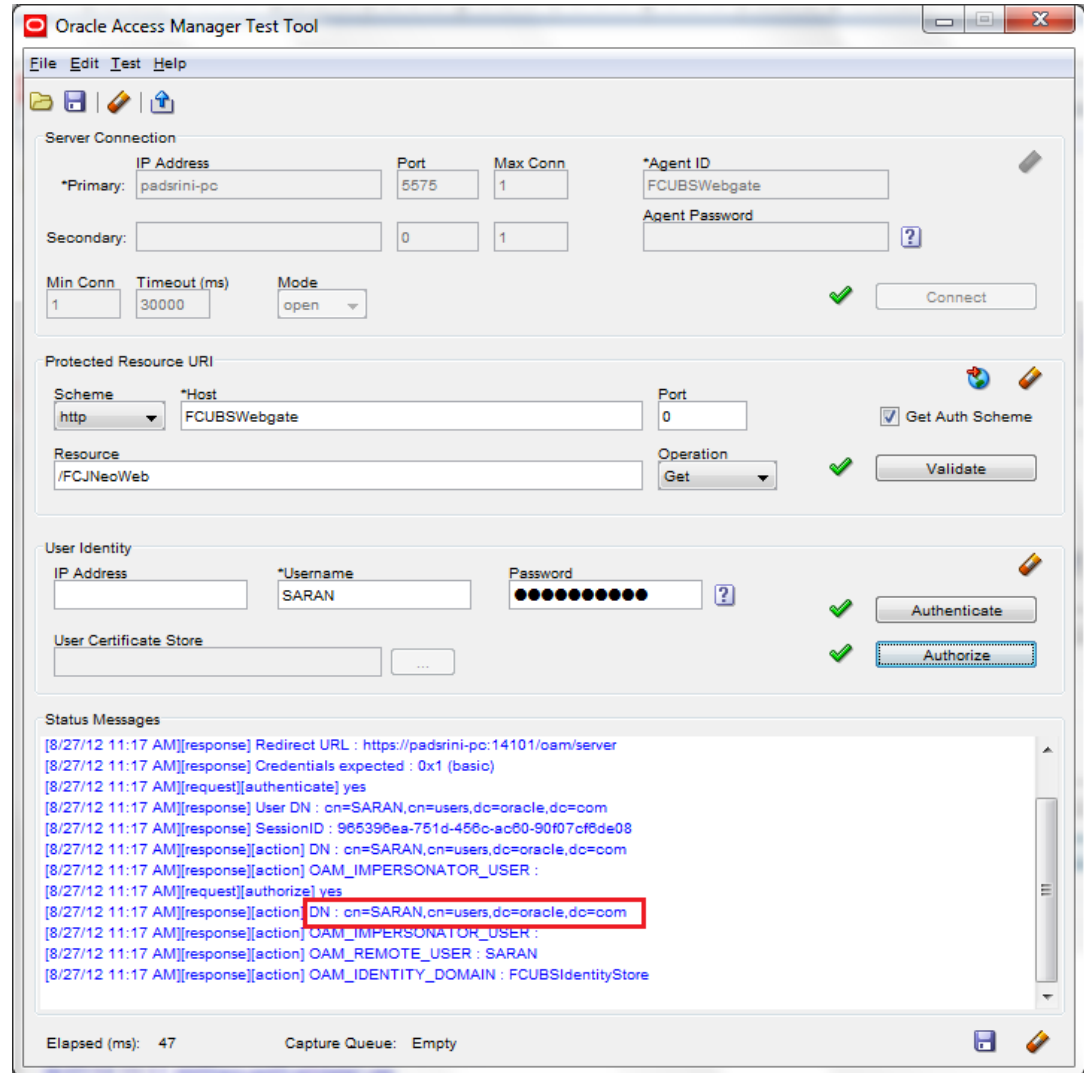 Oracle Access Manager Test Tool
File Edit Test Help
Server Connection
IP Address Port Max Conn *Agent ID
*Primary: padsrini-pc 5575 1 FCUBSWebgate
Agent Password
Secondary: 0 1 ?
Min Conn Timeout (ms) Mode
1 30000 open Connect
Protected Resource URI
Scheme *Host Port
http FCUBSWebgate 0 Get Auth Scheme
Resource Operation
/FCJNeoWeb Get Validate
User Identity
IP Address *Username Password
SARAN ●●●●●●●●●● ?
Authenticate
User Certificate Store
... Authorize
Status Messages
[8/27/12 11:17 AM][response] Redirect URL : https://padsrini-pc:14101/oam/server
[8/27/12 11:17 AM][response] Credentials expected : 0x1 (basic)
[8/27/12 11:17 AM][request][authenticate] yes
[8/27/12 11:17 AM][response] User DN : cn=SARAN,cn=users,dc=oracle,dc=com
[8/27/12 11:17 AM][response] SessionID : 965396ea-751d-456c-ac60-90f07cf6de08
[8/27/12 11:17 AM][response][action] DN : cn=SARAN,cn=users,dc=oracle,dc=com
[8/27/12 11:17 AM][response][action] OAM_IMPERSONATOR_USER :
[8/27/12 11:17 AM][request][authorize] yes
[8/27/12 11:17 AM][response][action] DN : cn=SARAN,cn=users,dc=oracle,dc=com
[8/27/12 11:17 AM][response][action] OAM_IMPERSONATOR_USER :
[8/27/12 11:17 AM][response][action] OAM_REMOTE_USER : SARAN
[8/27/12 11:17 AM][response][action] OAM_IDENTITY_DOMAIN : FCUBSIdentityStore
Elapsed (ms): 47 Capture Queue: Empty